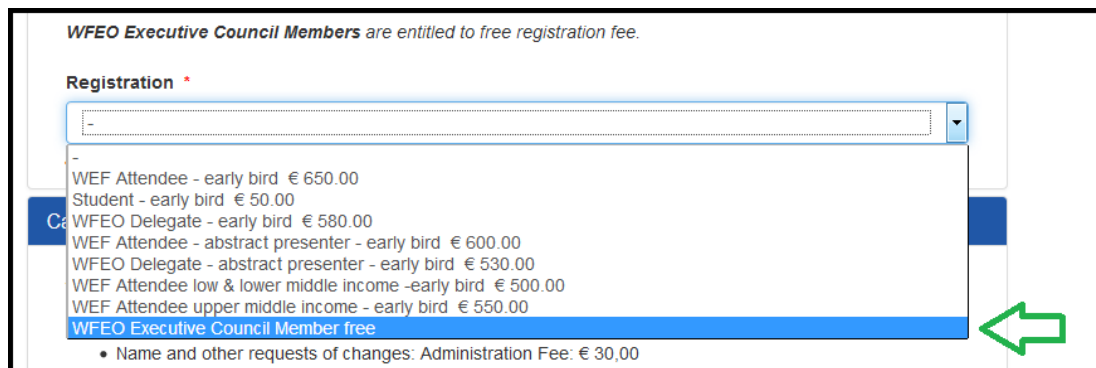 WFEO Executive Council Members are entitled to free registration fee.
Registration *
-
-
WEF Attendee - early bird € 650.00
Student - early bird € 50.00
WFEO Delegate - early bird € 580.00
Ca
WEF Attendee - abstract presenter - early bird € 600.00
WFEO Delegate - abstract presenter - early bird € 530.00
WEF Attendee low & lower middle income -early bird € 500.00
WEF Attendee upper middle income - early bird € 550.00
WFEO Executive Council Member free
• Name and other requests of changes: Administration Fee: € 30,00